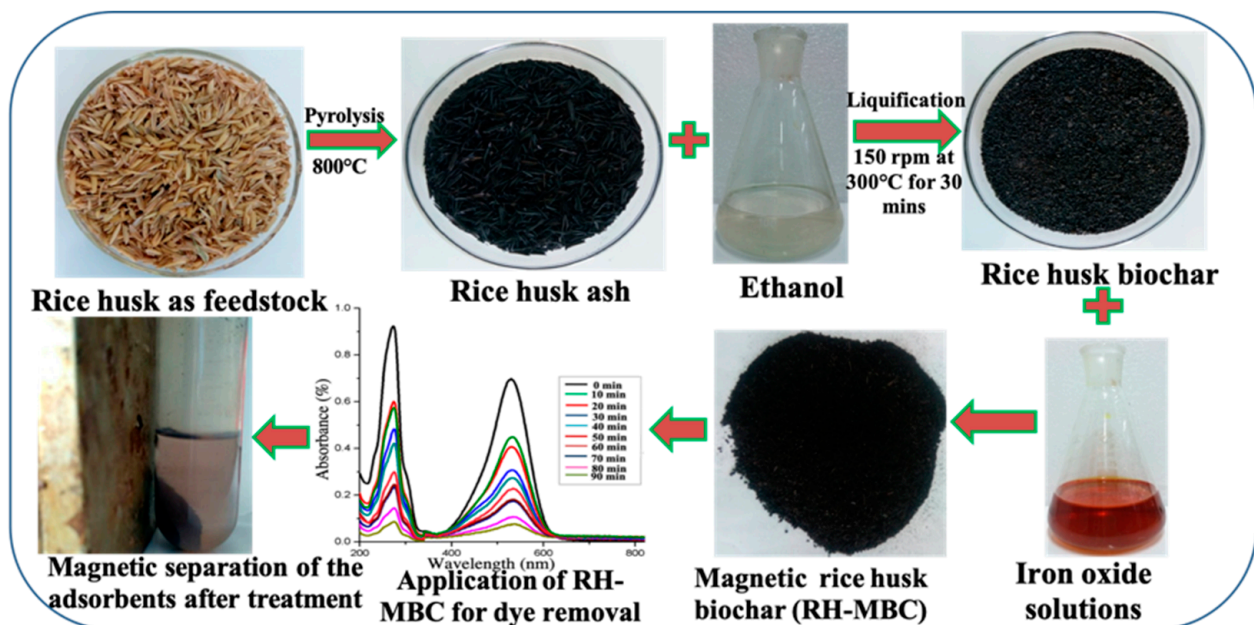 Pyrolysis
800°C
Liquification
150 rpm at
300°C for 30
mins
Rice husk as feedstock
Rice husk ash
Ethanol
Rice husk biochar
1.0
0.8
0.6
0.4
0.2
0.0
Absorbance (%)
0 min
10 min
20 min
30 min
40 min
50 min
60 min
70 min
80 min
90 min
200
400
600
800
Wavelength (nm)
Magnetic separation of the
adsorbents after treatment
Application of RH-
MBC for dye removal
Magnetic rice husk
biochar (RH-MBC)
Iron oxide
solutions